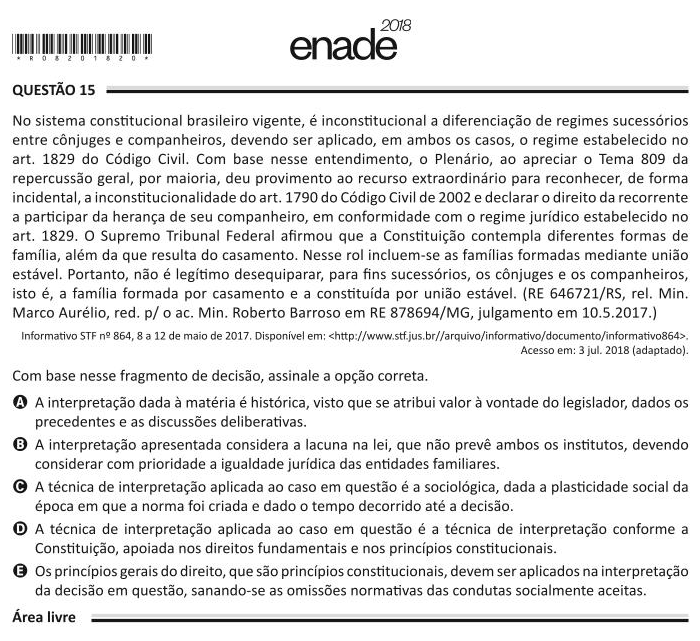 enade 2018
*R08201820*
QUESTÃO 15
No sistema constitucional brasileiro vigente, é inconstitucional a diferenciação de regimes sucessórios
entre cônjuges e companheiros, devendo ser aplicado, em ambos os casos, o regime estabelecido no
art. 1829 do Código Civil. Com base nesse entendimento, o Plenário, ao apreciar o Tema 809 da
repercussão geral, por maioria, deu provimento ao recurso extraordinário para reconhecer, de forma
incidental, a inconstitucionalidade do art. 1790 do Código Civil de 2002 e declarar o direito da recorrente
a participar da herança de seu companheiro, em conformidade com o regime jurídico estabelecido no
art. 1829. O Supremo Tribunal Federal afirmou que a Constituição contempla diferentes formas de
família, além da que resulta do casamento. Nesse rol incluem-se as famílias formadas mediante união
estável. Portanto, não é legítimo desequiparar, para fins sucessórios, os cônjuges e os companheiros,
isto é, a família formada por casamento e a constituída por união estável. (RE 646721/RS, rel. Min.
Marco Aurélio, red. p/ o ac. Min. Roberto Barroso em RE 878694/MG, julgamento em 10.5.2017.)
Informativo STF nº 864, 8 a 12 de maio de 2017. Disponível em: <http://www.stf.jus.br//arquivo/informativo/documento/informativo864>.
Acesso em: 3 jul. 2018 (adaptado).
Com base nesse fragmento de decisão, assinale a opção correta.
A A interpretação dada à matéria é histórica, visto que se atribui valor à vontade do legislador, dados os
precedentes e as discussões deliberativas.
B A interpretação apresentada considera a lacuna na lei, que não prevê ambos os institutos, devendo
considerar com prioridade a igualdade jurídica das entidades familiares.
C A técnica de interpretação aplicada ao caso em questão é a sociológica, dada a plasticidade social da
época em que a norma foi criada e dado o tempo decorrido até a decisão.
D A técnica de interpretação aplicada ao caso em questão é a técnica de interpretação conforme a
Constituição, apoiada nos direitos fundamentais e nos princípios constitucionais.
E Os princípios gerais do direito, que são princípios constitucionais, devem ser aplicados na interpretação
da decisão em questão, sanando-se as omissões normativas das condutas socialmente aceitas.
Área livre